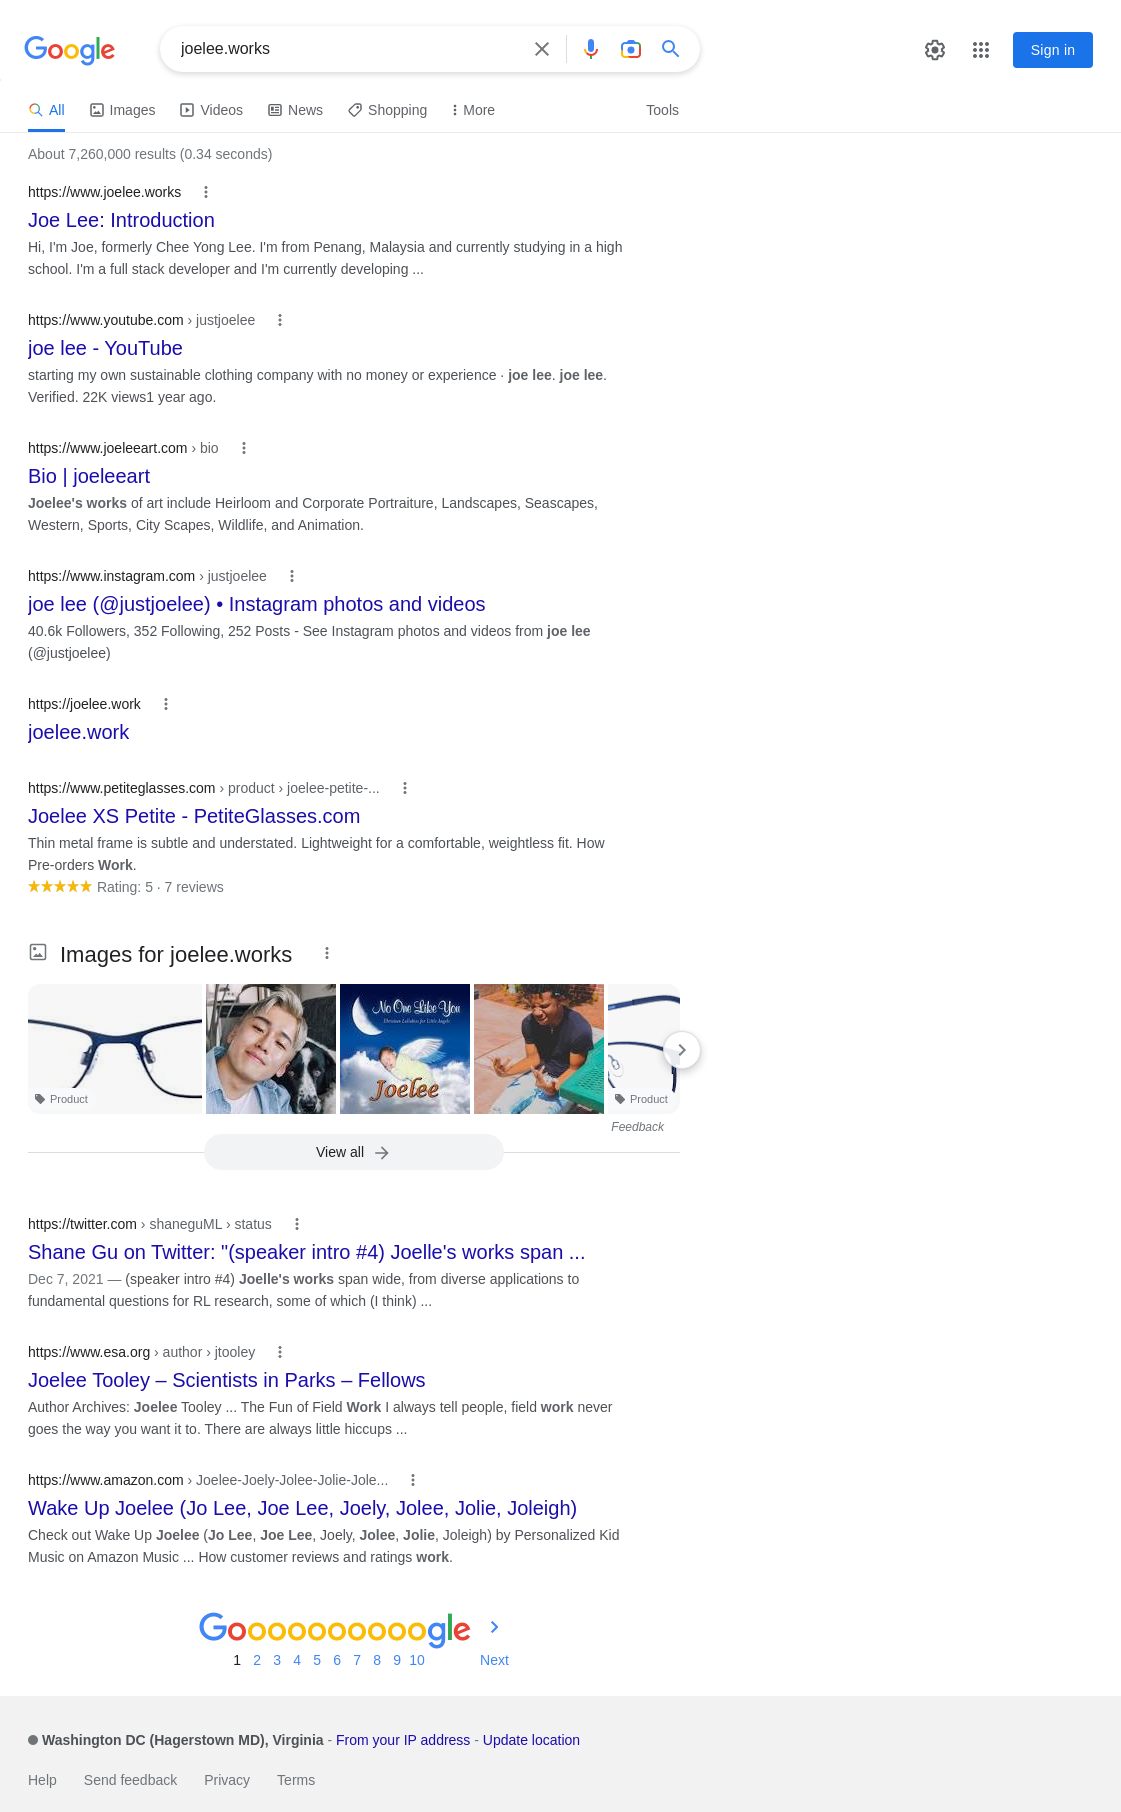 Google
joelee.works
Sign in
All Images Videos News Shopping More Tools
About 7,260,000 results (0.34 seconds)
https://www.joelee.works
Joe Lee: Introduction
Hi, I'm Joe, formerly Chee Yong Lee. I'm from Penang, Malaysia and currently studying in a high
school. I'm a full stack developer and I'm currently developing ...
https://www.youtube.com › justjoelee
joe lee - YouTube
starting my own sustainable clothing company with no money or experience · joe lee. joe lee.
Verified. 22K views1 year ago.
https://www.joeleeart.com › bio
Bio | joeleeart
Joelee's works of art include Heirloom and Corporate Portraiture, Landscapes, Seascapes,
Western, Sports, City Scapes, Wildlife, and Animation.
https://www.instagram.com › justjoelee
joe lee (@justjoelee) • Instagram photos and videos
40.6k Followers, 352 Following, 252 Posts - See Instagram photos and videos from joe lee
(@justjoelee)
https://joelee.work
joelee.work
https://www.petiteglasses.com › product › joelee-petite-...
Joelee XS Petite - PetiteGlasses.com
Thin metal frame is subtle and understated. Lightweight for a comfortable, weightless fit. How
Pre-orders Work.
Rating: 5 · 7 reviews
Images for joelee.works
No One Like You
Christian Lullabies for Little Angels
Joelee
Product
Product
Feedback
View all
https://twitter.com › shaneguML › status
Shane Gu on Twitter: "(speaker intro #4) Joelle's works span ...
Dec 7, 2021 — (speaker intro #4) Joelle's works span wide, from diverse applications to
fundamental questions for RL research, some of which (I think) ...
https://www.esa.org › author › jtooley
Joelee Tooley – Scientists in Parks – Fellows
Author Archives: Joelee Tooley ... The Fun of Field Work I always tell people, field work never
goes the way you want it to. There are always little hiccups ...
https://www.amazon.com › Joelee-Joely-Jolee-Jolie-Jole...
Wake Up Joelee (Jo Lee, Joe Lee, Joely, Jolee, Jolie, Joleigh)
Check out Wake Up Joelee (Jo Lee, Joe Lee, Joely, Jolee, Jolie, Joleigh) by Personalized Kid
Music on Amazon Music ... How customer reviews and ratings work.
Goooooooooogle
1 2 3 4 5 6 7 8 9 10 Next
Washington DC (Hagerstown MD), Virginia - From your IP address - Update location
Help Send feedback Privacy Terms